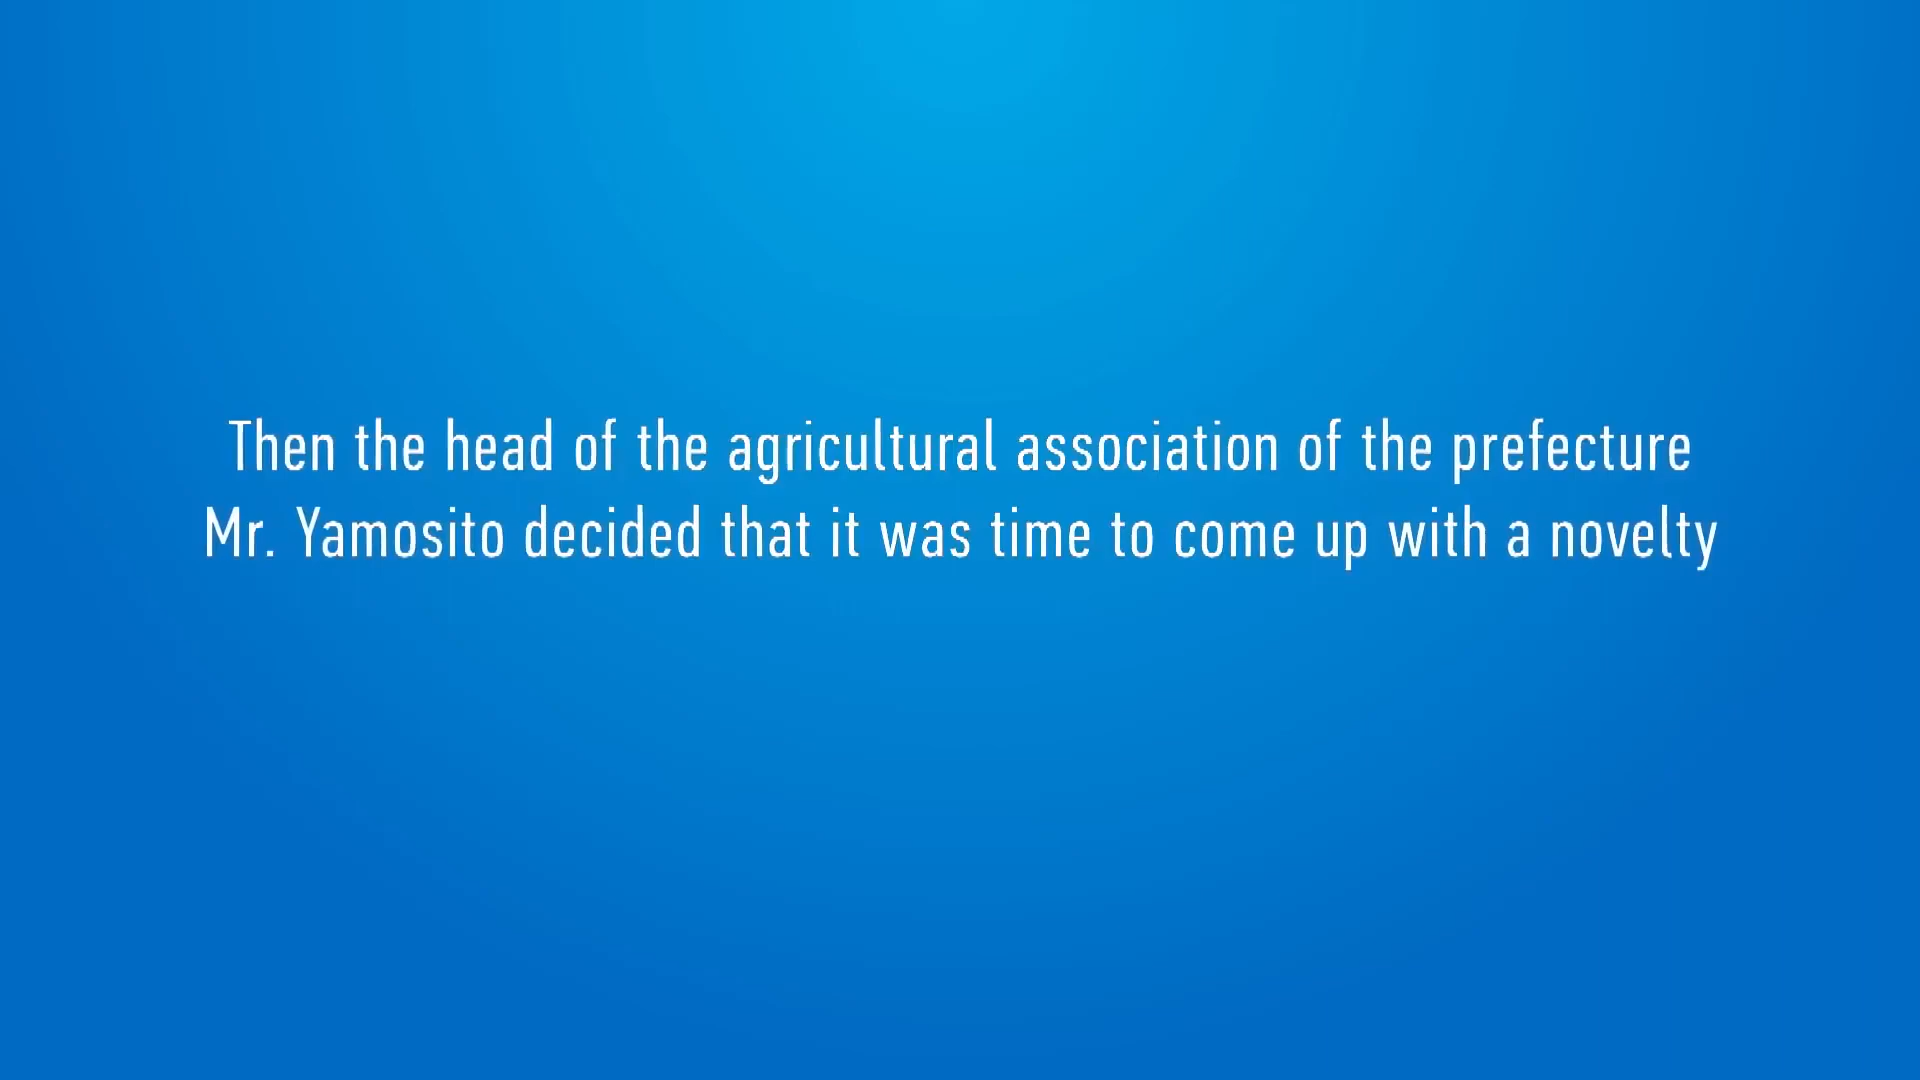 Then the head of the agricultural association of the prefecture
Mr. Yamosito decided that it was time to come up with a novelty